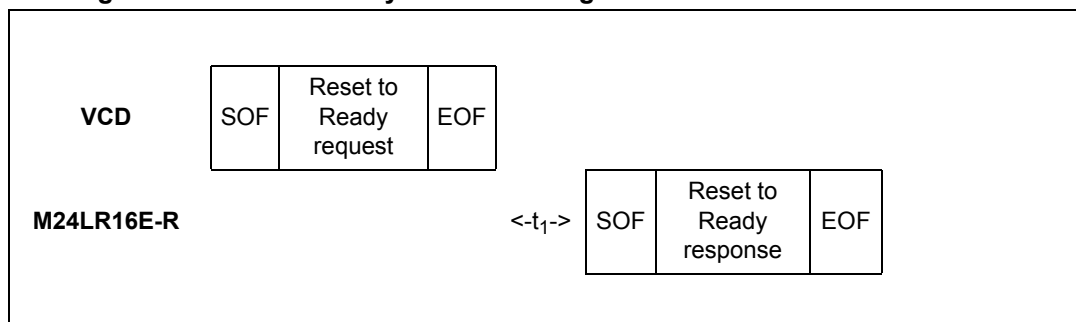 VCD
SOF
Reset to
Ready
request
EOF
M24LR16E-R
<-t1->
SOF
Reset to
Ready
response
EOF